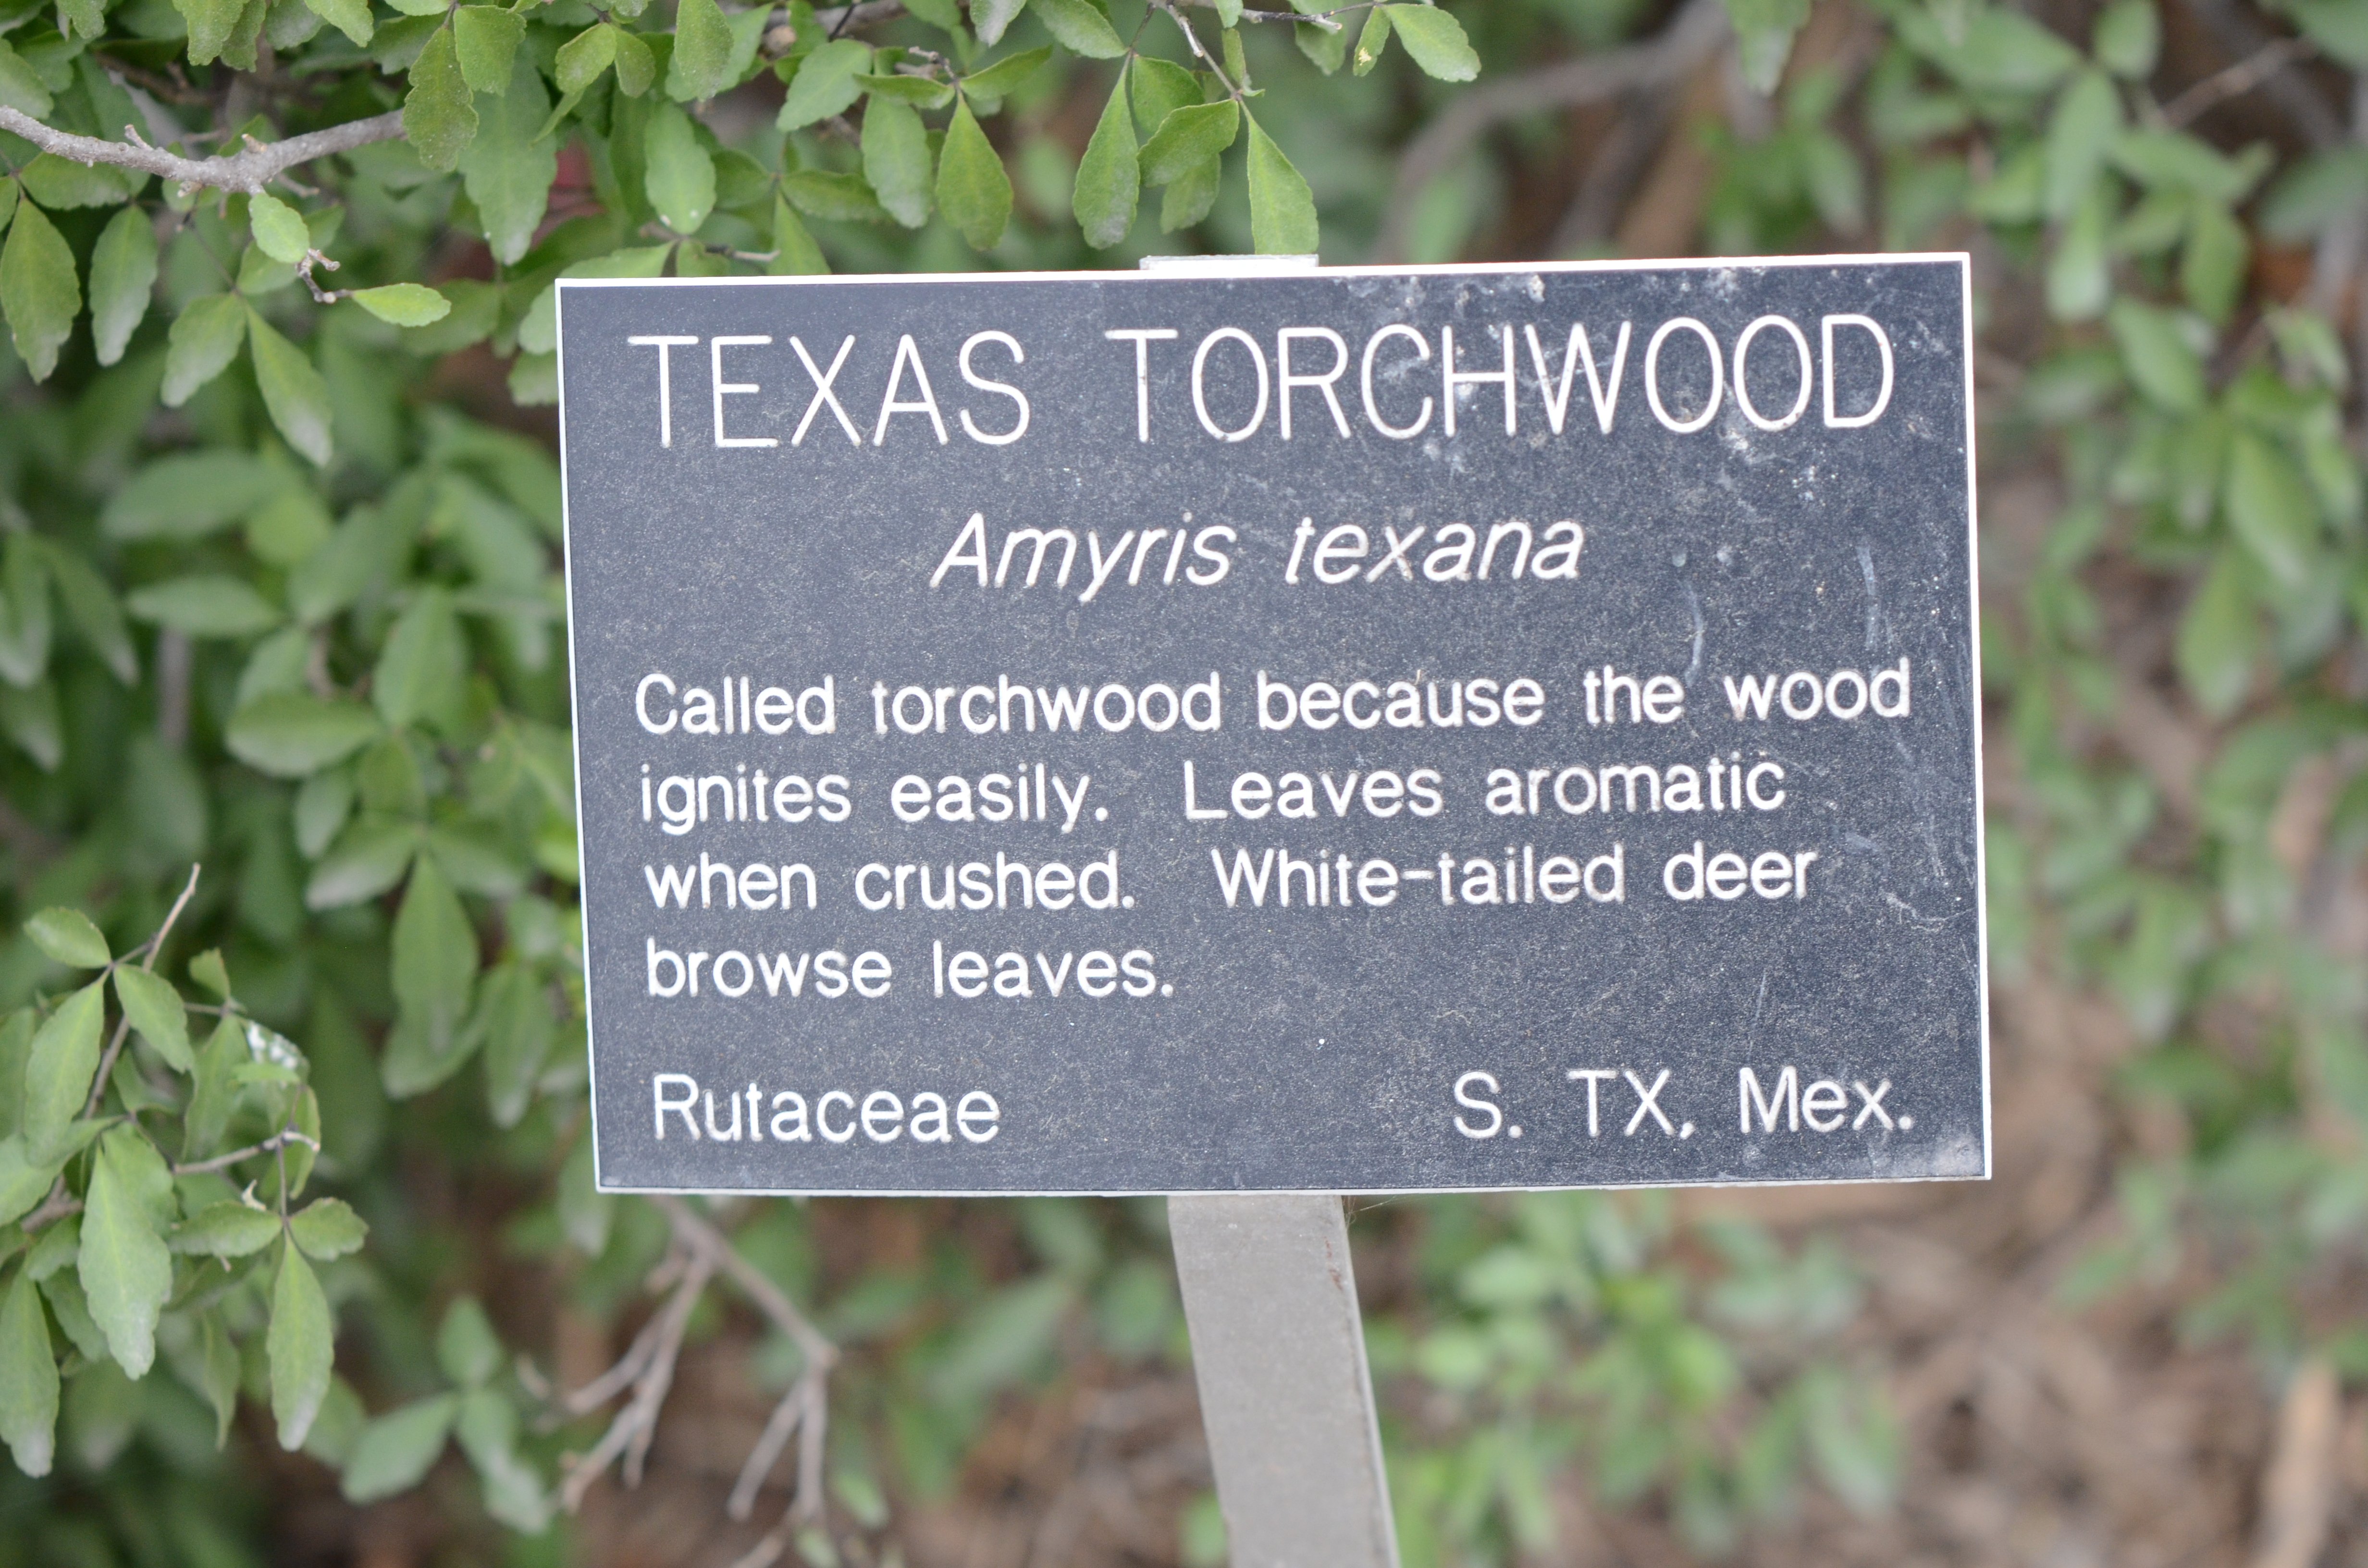 TEXAS TORCHWOOD
Amyris texana
Called torchwood because the wood
ignites easily. Leaves aromatic
when crushed. White-tailed deer
browse leaves.
Rutaceae S. TX, Mex.